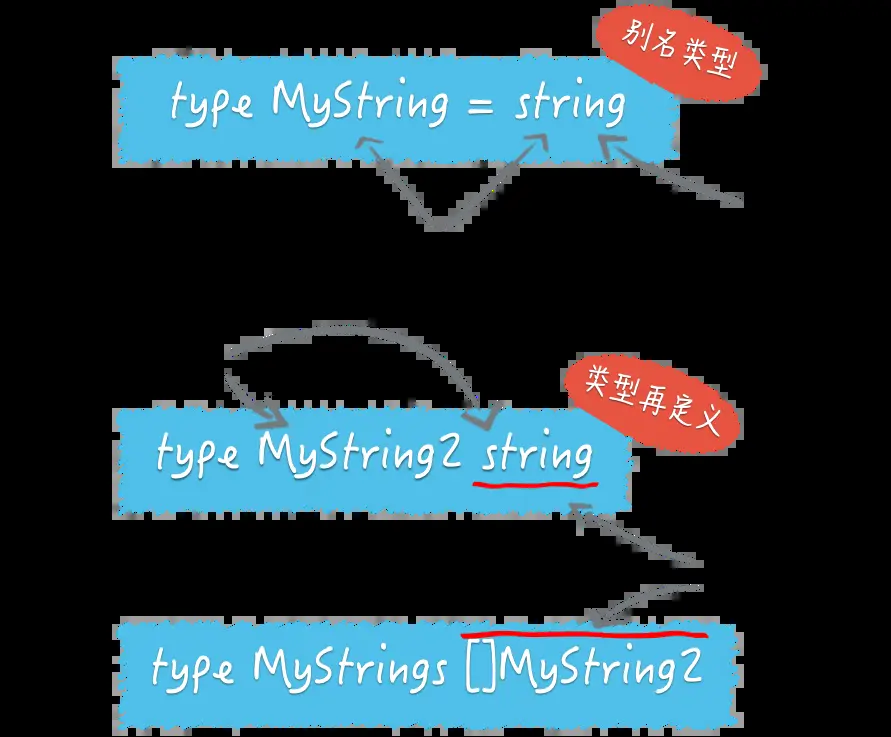 别名类型
type MyString = string
类型再定义
type MyString2 string
type MyStrings []MyString2